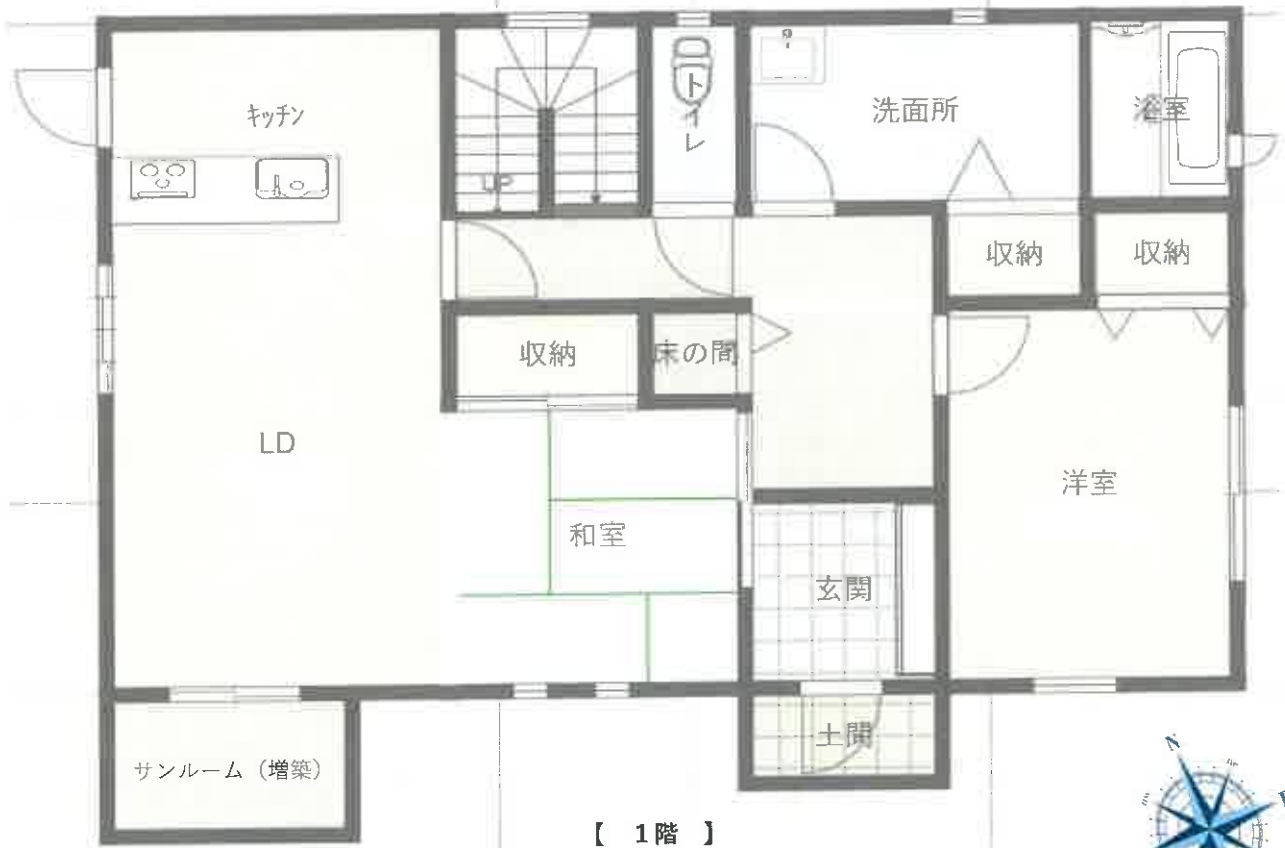 キッチン
トイレ
洗面所
浴室
収納
収納
収納
床の間
LD
洋室
和室
玄関
土間
サンルーム（増築）
【 1階 】
N